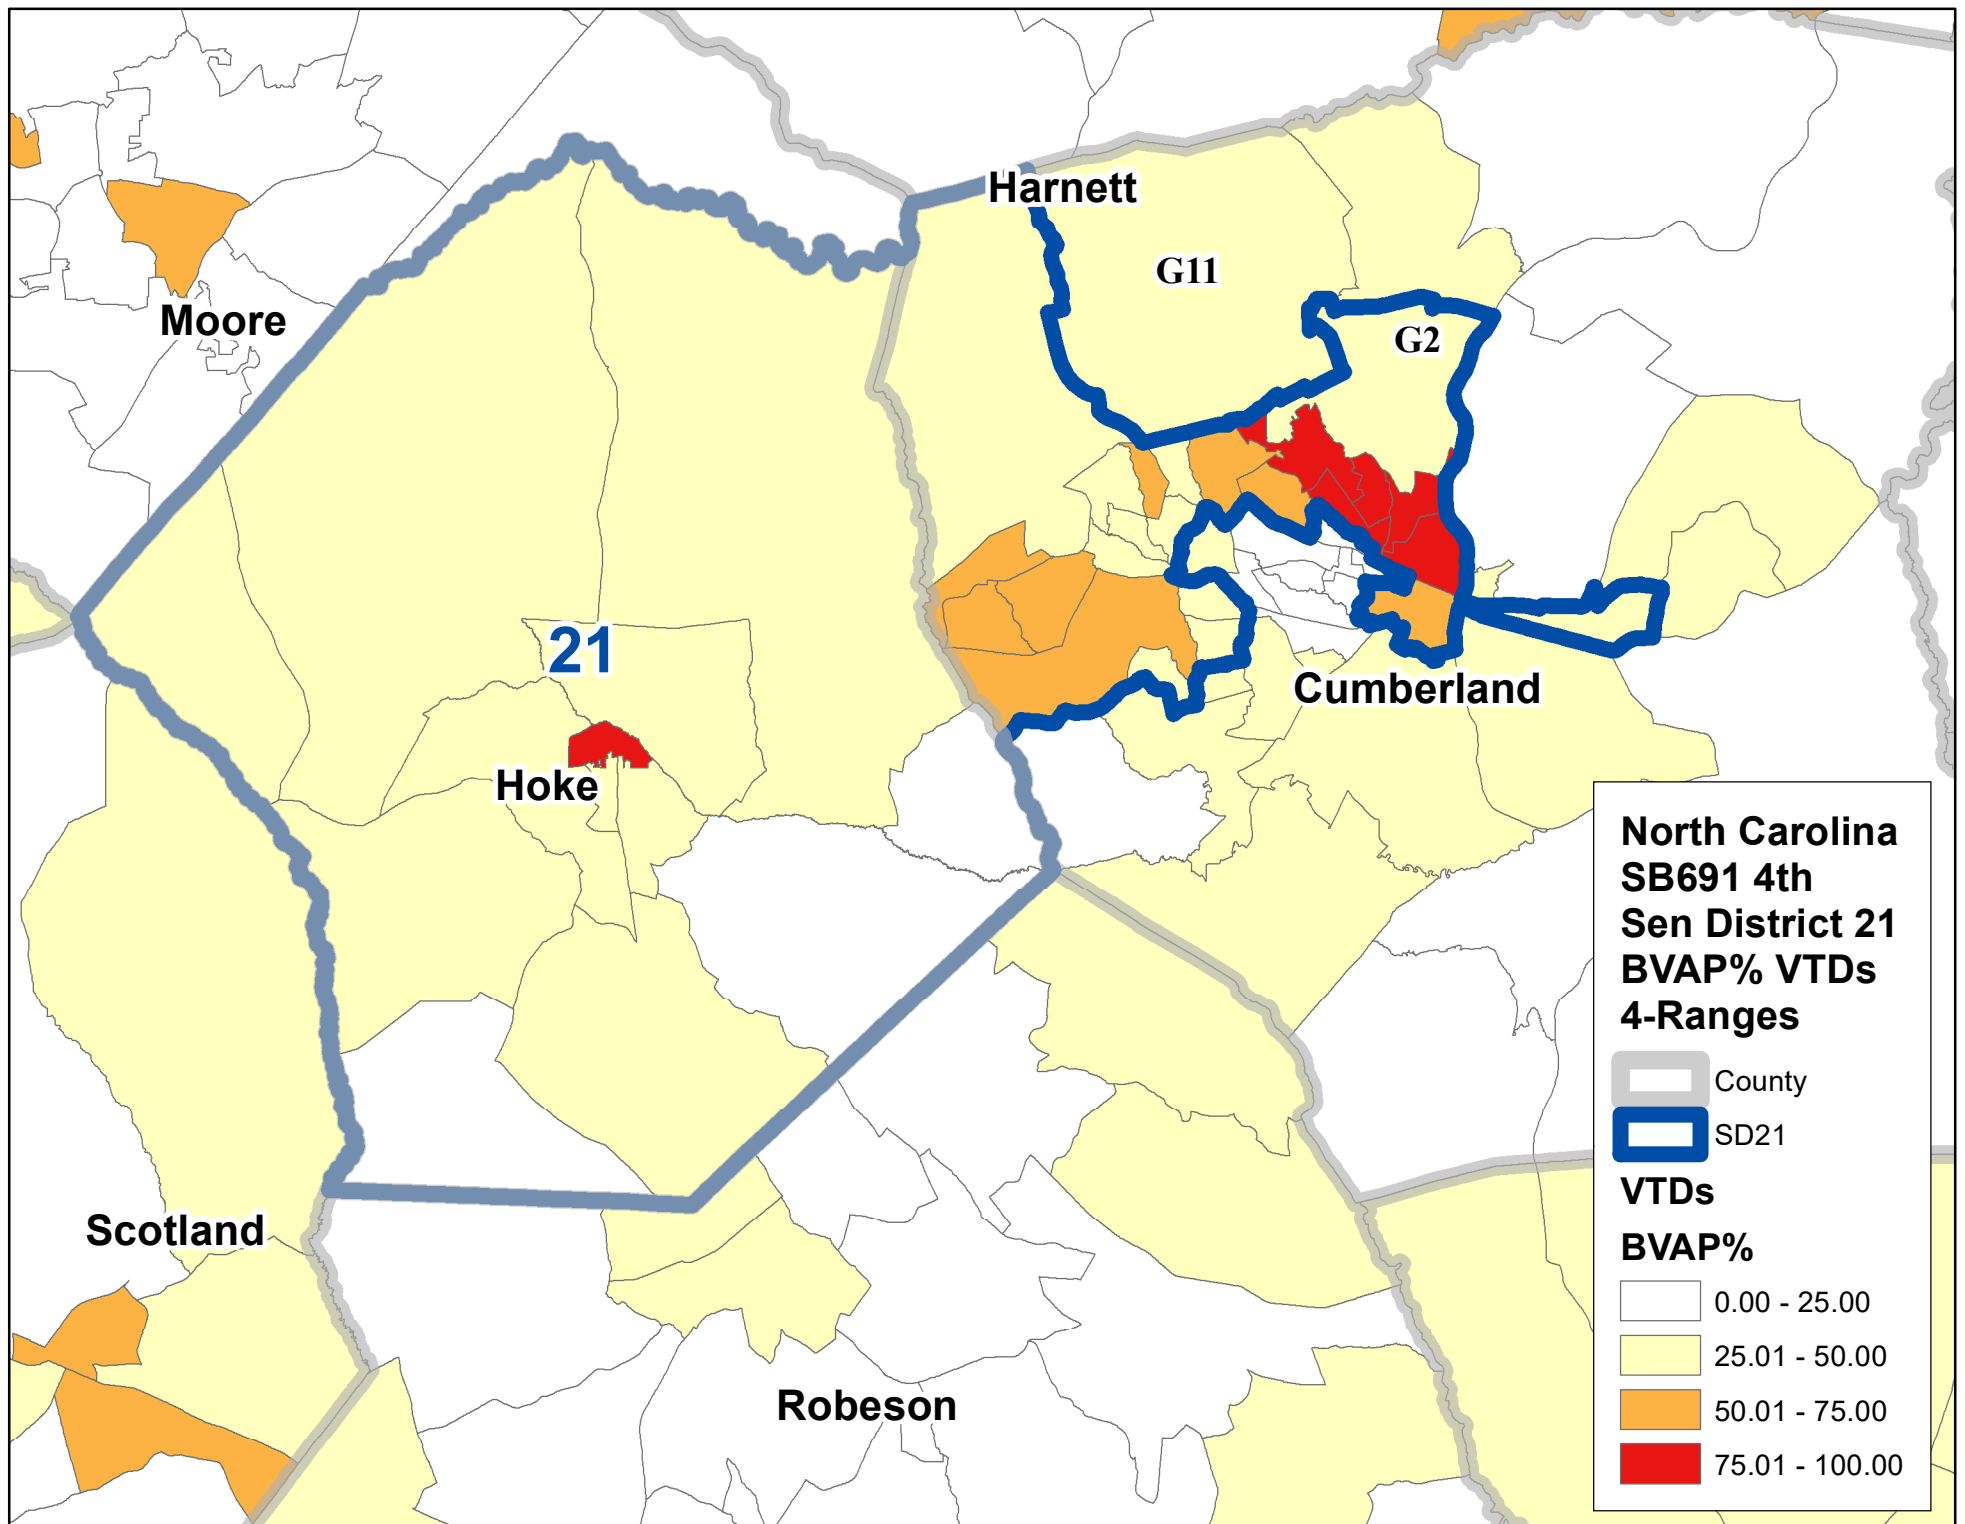 Harnett
G11
Moore
G2
21
Cumberland
Hoke
Scotland
Robeson
North Carolina
SB691 4th
Sen District 21
BVAP% VTDs
4-Ranges
County
SD21
VTDs
BVAP%
0.00 - 25.00
25.01 - 50.00
50.01 - 75.00
75.01 - 100.00